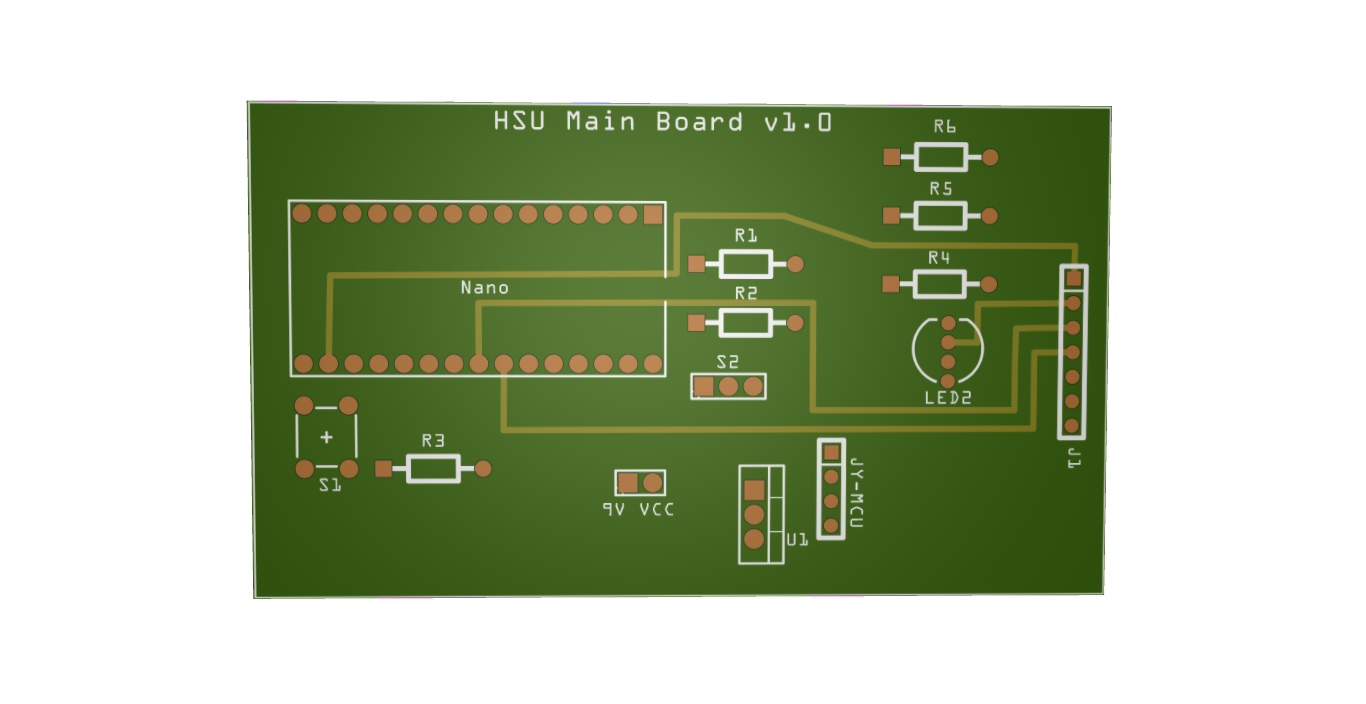 HSU Main Board v1.0
R6
R5
R1
R4
Nano
R2
S2
LED2
R3
J1
S1
JY-MCU
9V VCC
U1